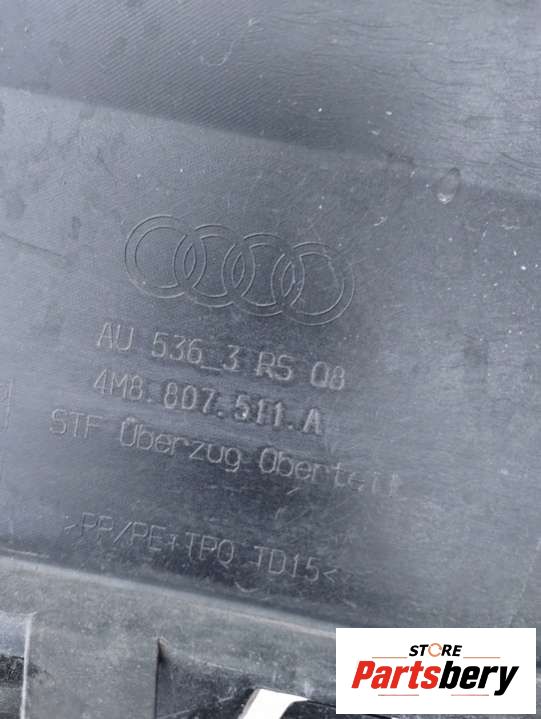 AU 536_3 RS Q8
4M8.807.511.A
STF Überzug Oberteil
>PP/PE+TPO TD15<
STORE
Partsbery